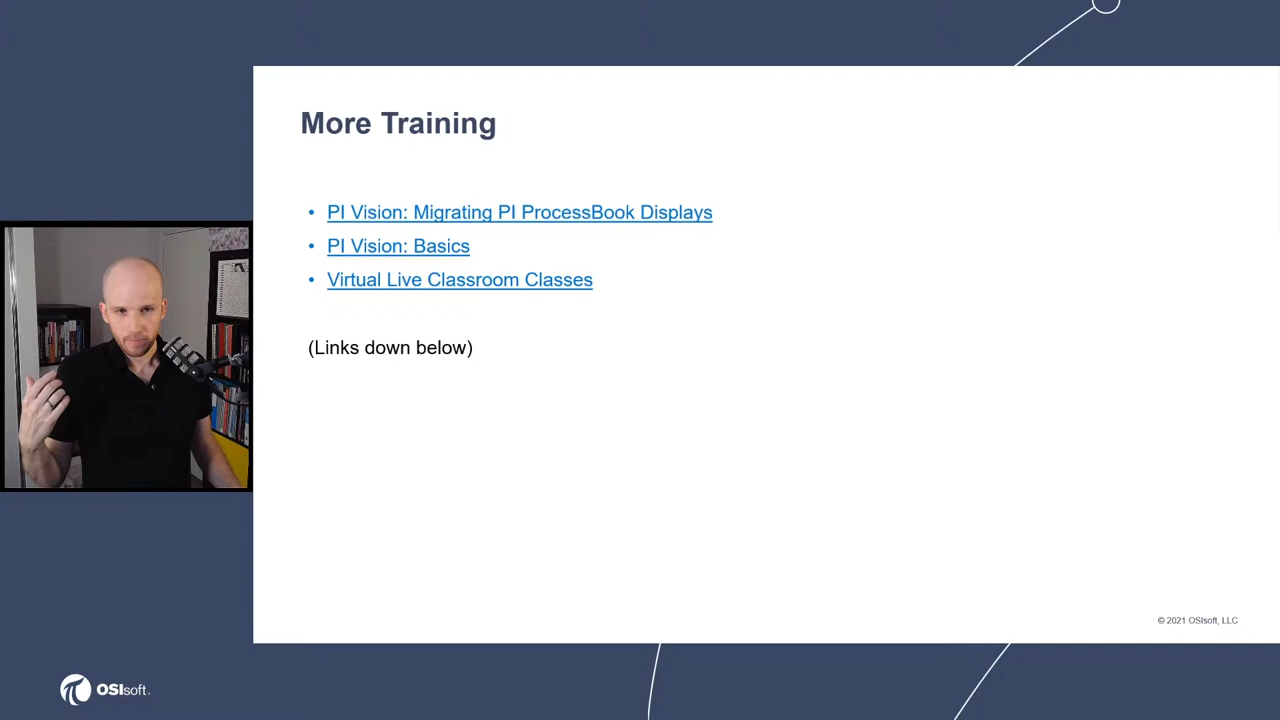 More Training
• PI Vision: Migrating PI ProcessBook Displays
• PI Vision: Basics
• Virtual Live Classroom Classes
(Links down below)
© 2021 OSIsoft, LLC
OSIsoft.